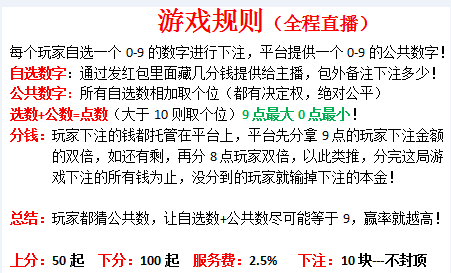 游戏规则（全程直播）
每个玩家自选一个 0-9 的数字进行下注，平台提供一个 0-9 的公共数字！
自选数字：通过发红包里面藏几分钱提供给主播，包外备注下注多少！
公共数字：所有自选数相加取个位（都有决定权，绝对公平）
选数+公数=点数（大于 10 则取个位）9 点最大 0 点最小！
分钱：玩家下注的钱都托管在平台上，平台先分拿 9 点的玩家下注金额
的双倍，如还有剩，再分 8 点玩家双倍，以此类推，分完这局游
戏下注的所有钱为止，没分到的玩家就输掉下注的本金！
总结：玩家都猜公共数，让自选数+公共数尽可能等于 9，赢率就越高！
上分：50 起 下分：100 起 服务费：2.5% 下注：10 块---不封顶